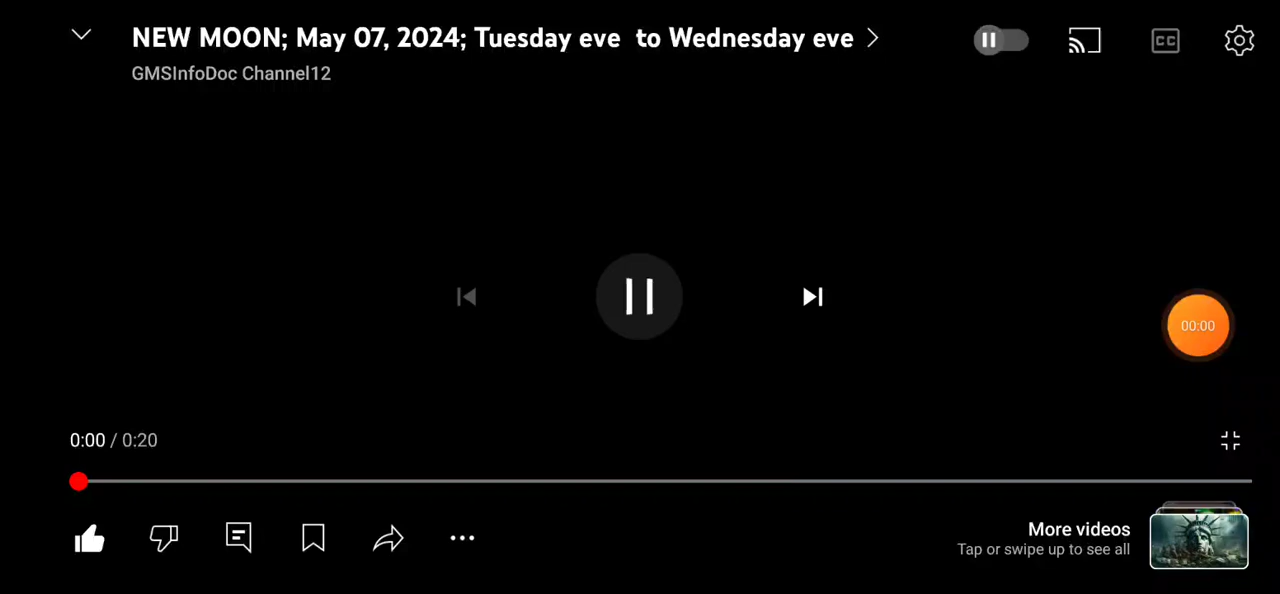 NEW MOON; May 07, 2024; Tuesday eve to Wednesday eve
GMSInfoDoc Channel12
CC
00:00
0:00 / 0:20
More videos
Tap or swipe up to see all